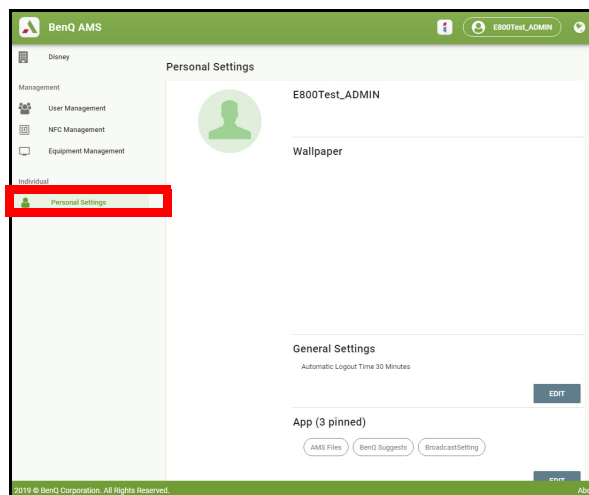 BenQ AMS
E800Test_ADMIN
Disney
Management
User Management
NFC Management
Equipment Management
Individual
Personal Settings
Personal Settings
E800Test_ADMIN
Wallpaper
General Settings
Automatic Logout Time 30 Minutes
EDIT
App (3 pinned)
AMS Files BenQ Suggests BroadcastSetting
EDIT
2019 © BenQ Corporation. All Rights Reserved.